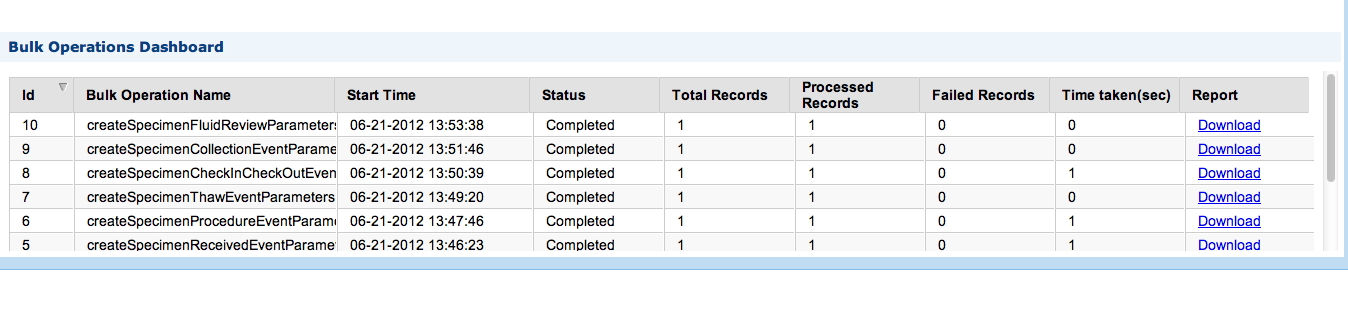 Bulk Operations Dashboard
Id Bulk Operation Name Start Time Status Total Records Processed Records Failed Records Time taken(sec) Report
10 createSpecimenFluidReviewParameters 06-21-2012 13:53:38 Completed 1 1 0 0 Download
9 createSpecimenCollectionEventParame 06-21-2012 13:51:46 Completed 1 1 0 0 Download
8 createSpecimenCheckInCheckOutEven 06-21-2012 13:50:39 Completed 1 1 0 1 Download
7 createSpecimenThawEventParameters 06-21-2012 13:49:20 Completed 1 1 0 0 Download
6 createSpecimenProcedureEventParam 06-21-2012 13:47:46 Completed 1 1 0 1 Download
5 createSpecimenReceivedEventParame 06-21-2012 13:46:23 Completed 1 1 0 1 Download